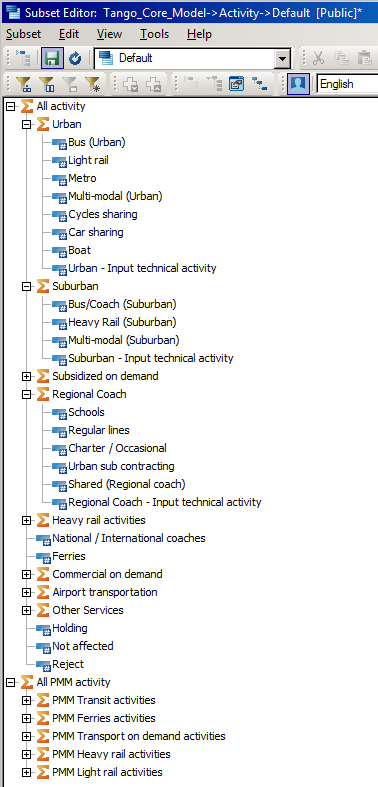 Subset Editor: Tango_Core_Model->Activity->Default [Public]*
Subset Edit View Tools Help
Default
English
All activity
Urban
Bus (Urban)
Light rail
Metro
Multi-modal (Urban)
Cycles sharing
Car sharing
Boat
Urban - Input technical activity
Suburban
Bus/Coach (Suburban)
Heavy Rail (Suburban)
Multi-modal (Suburban)
Suburban - Input technical activity
Subsidized on demand
Regional Coach
Schools
Regular lines
Charter / Occasional
Urban sub contracting
Shared (Regional coach)
Regional Coach - Input technical activity
Heavy rail activities
National / International coaches
Ferries
Commercial on demand
Airport transportation
Other Services
Holding
Not affected
Reject
All PMM activity
PMM Transit activities
PMM Ferries activities
PMM Transport on demand activities
PMM Heavy rail activities
PMM Light rail activities